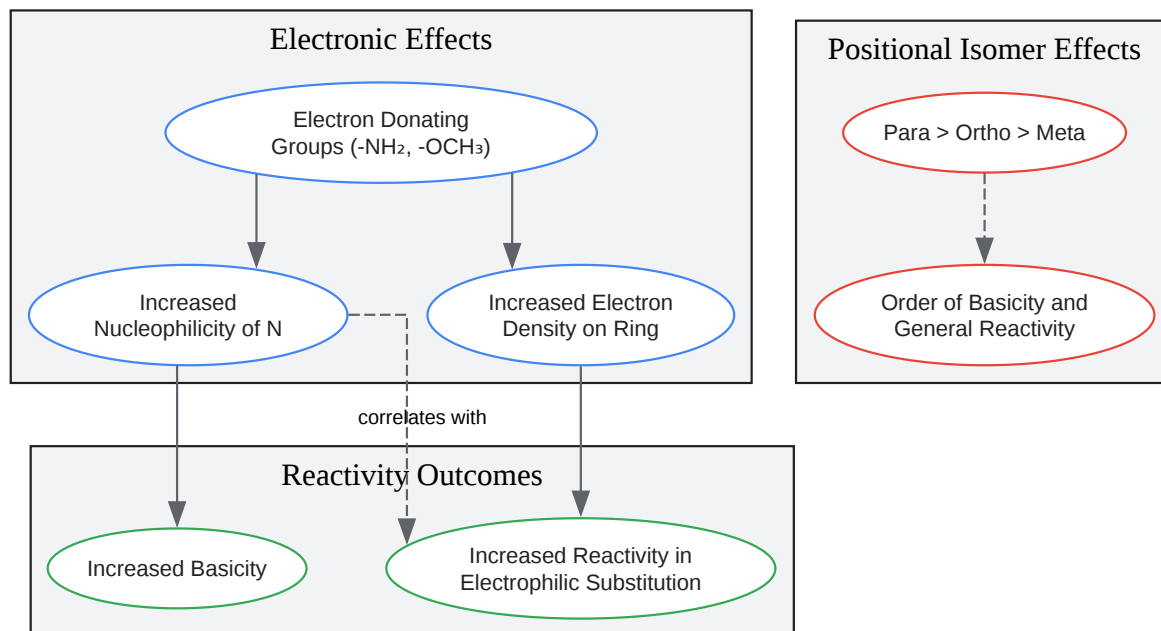 Electronic Effects
Electron Donating
Groups (-NH₂, -OCH₃)
Increased
Nucleophilicity of N
Increased Electron
Density on Ring
Positional Isomer Effects
Para > Ortho > Meta
Order of Basicity and
General Reactivity
correlates with
Reactivity Outcomes
Increased Basicity
Increased Reactivity in
Electrophilic Substitution